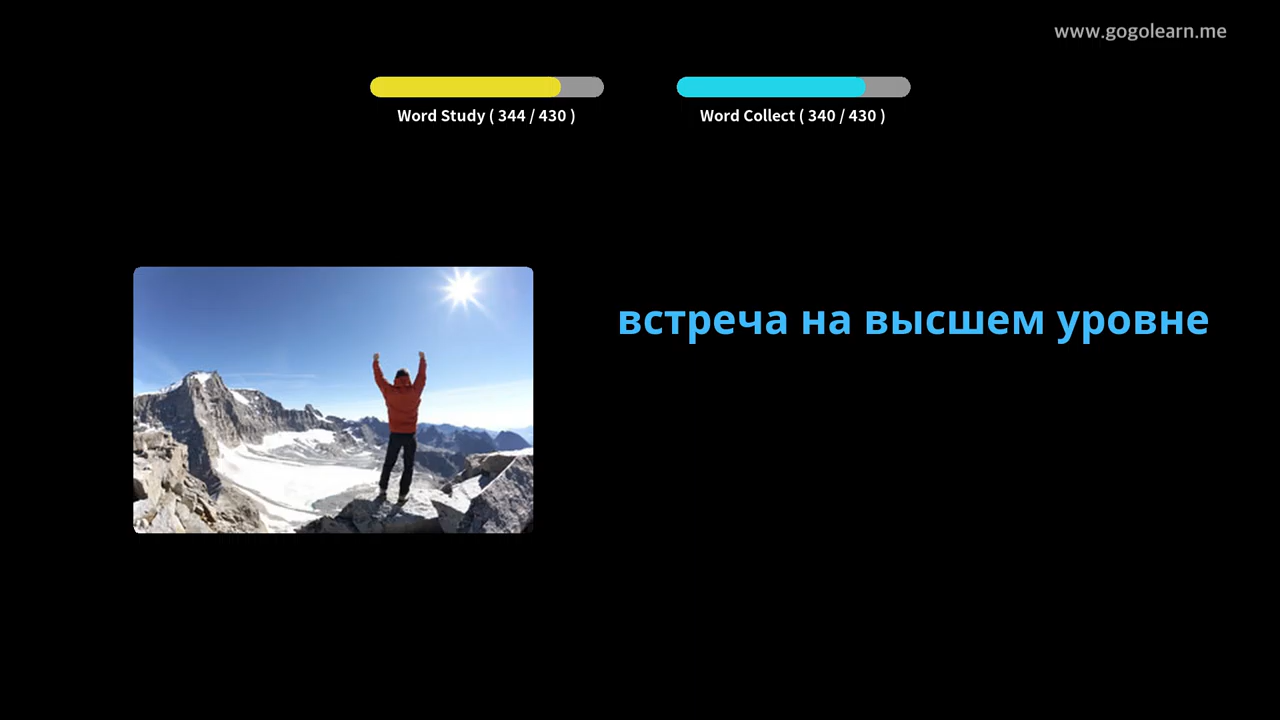 www.gogolearn.me
Word Study ( 344 / 430 )
Word Collect ( 340 / 430 )
встреча на высшем уровне